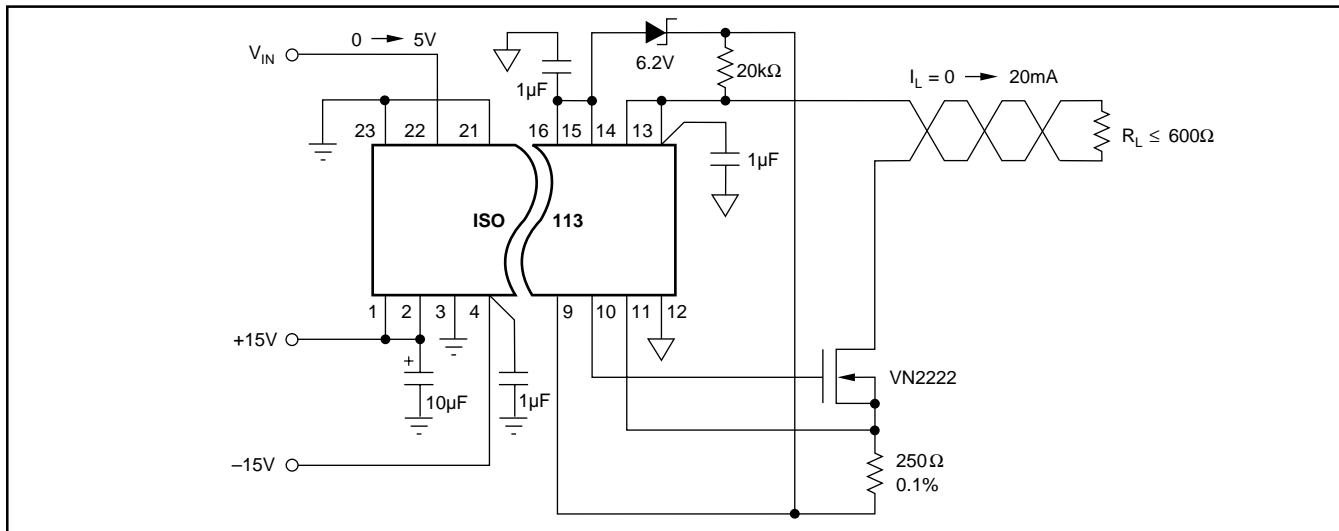 0 → 5V
V_IN
1µF
6.2V
20kΩ
I_L = 0 → 20mA
23 22 21
16 15 14 13
1µF
R_L ≤ 600Ω
ISO 113
1 2 3 4
9 10 11 12
+15V
+
10µF
1µF
VN2222
–15V
250Ω
0.1%